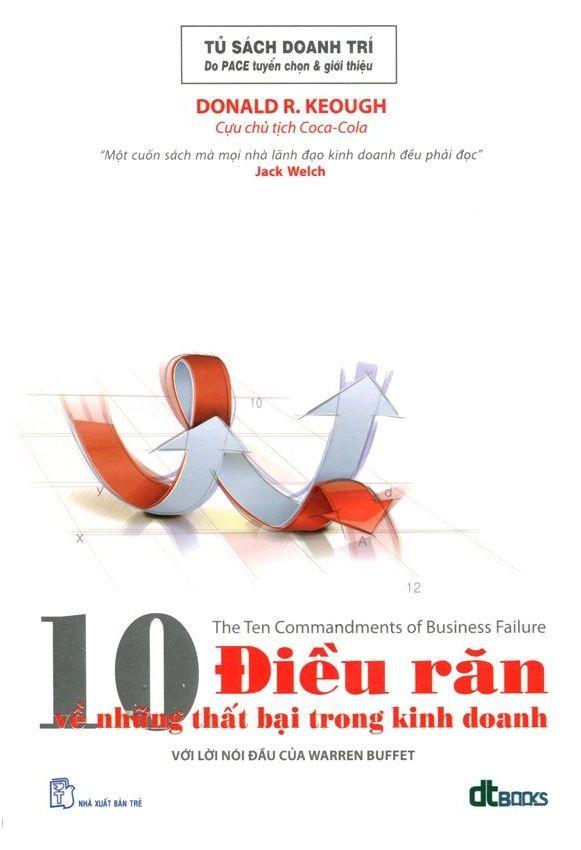 TỦ SÁCH DOANH TRÍ
Do PACE tuyển chọn & giới thiệu
DONALD R. KEOUGH
Cựu chủ tịch Coca-Cola
“Một cuốn sách mà mọi nhà lãnh đạo kinh doanh đều phải đọc”
Jack Welch
10
y
d
x
A
12
The Ten Commandments of Business Failure
10 Điều răn
về những thất bại trong kinh doanh
VỚI LỜI NÓI ĐẦU CỦA WARREN BUFFET
NHÀ XUẤT BẢN TRẺ
dtBOOKS